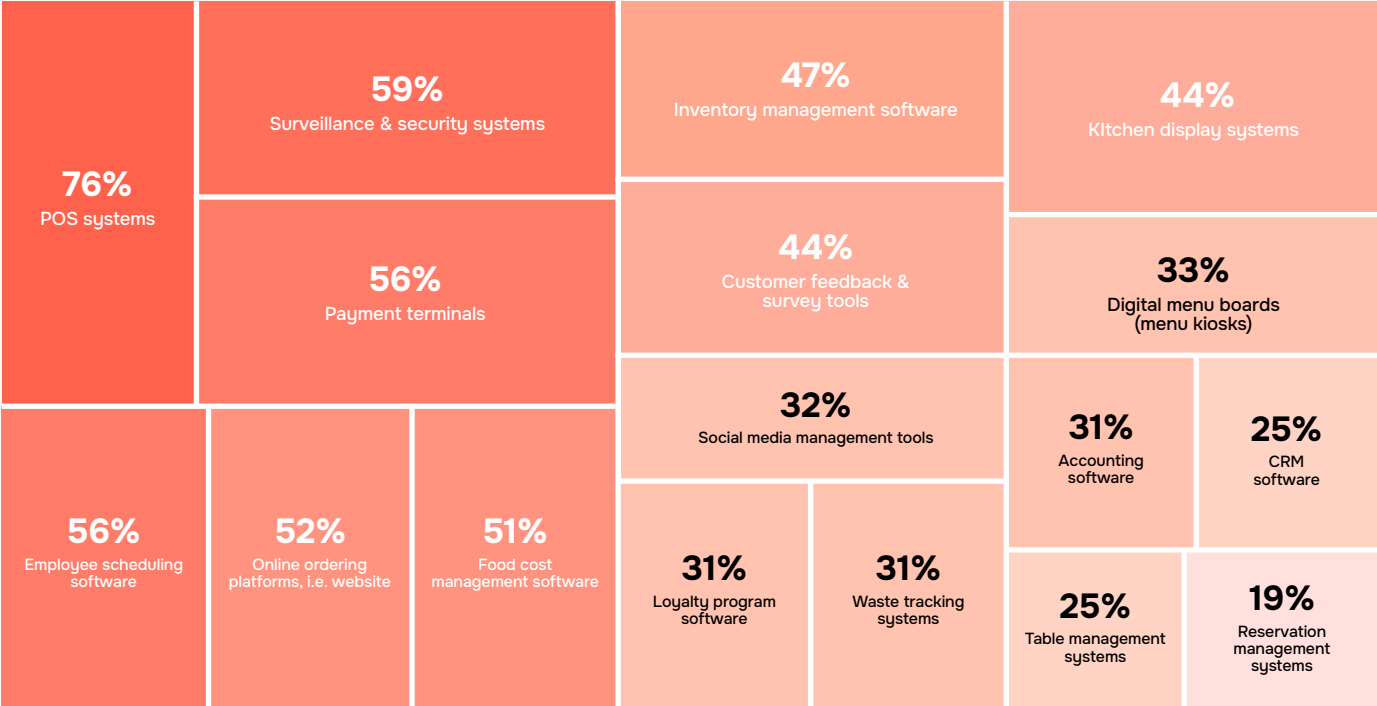 76%
POS systems
59%
Surveillance & security systems
56%
Payment terminals
56%
Employee scheduling
software
52%
Online ordering
platforms, i.e. website
51%
Food cost
management software
47%
Inventory management software
44%
Customer feedback &
survey tools
32%
Social media management tools
31%
Loyalty program
software
31%
Waste tracking
systems
44%
KItchen display systems
33%
Digital menu boards
(menu kiosks)
31%
Accounting
software
25%
CRM
software
25%
Table management
systems
19%
Reservation
management
systems